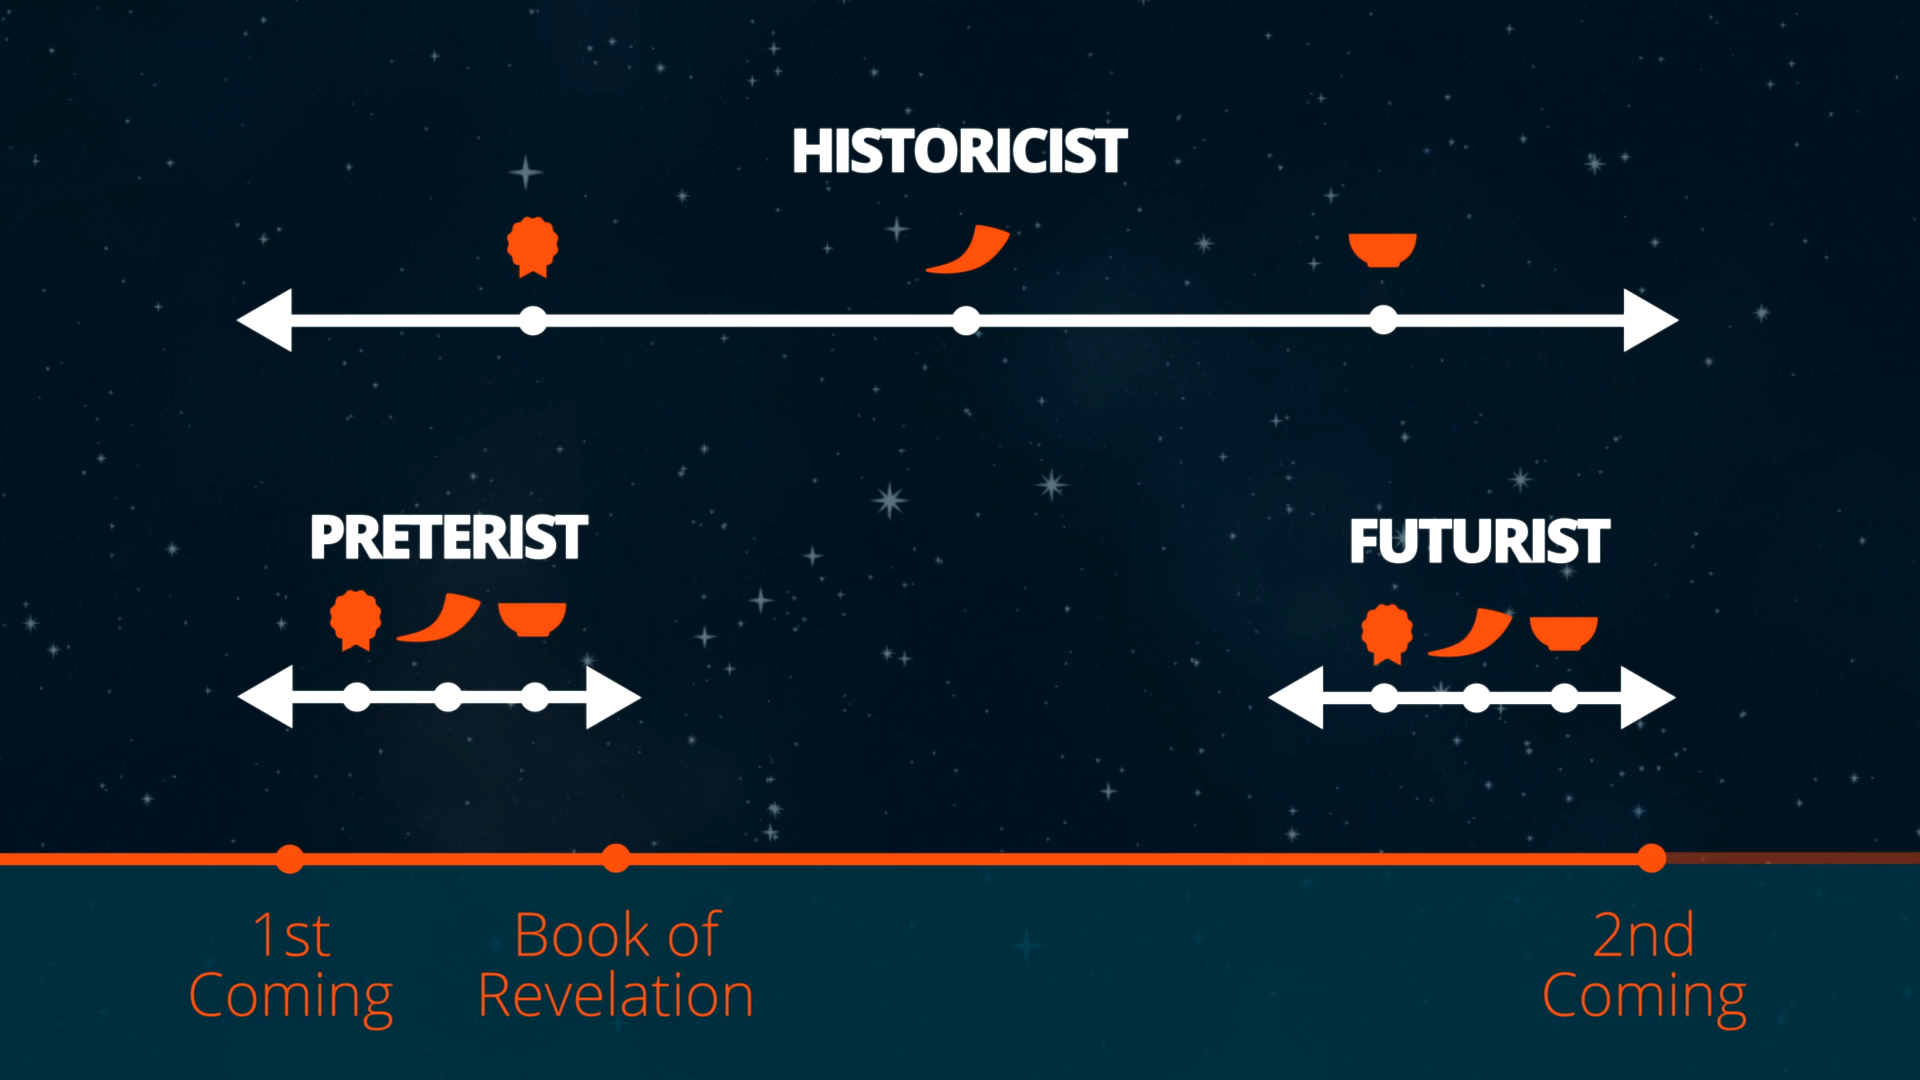 HISTORICIST
PRETERIST
FUTURIST
1st
Coming
Book of
Revelation
2nd
Coming